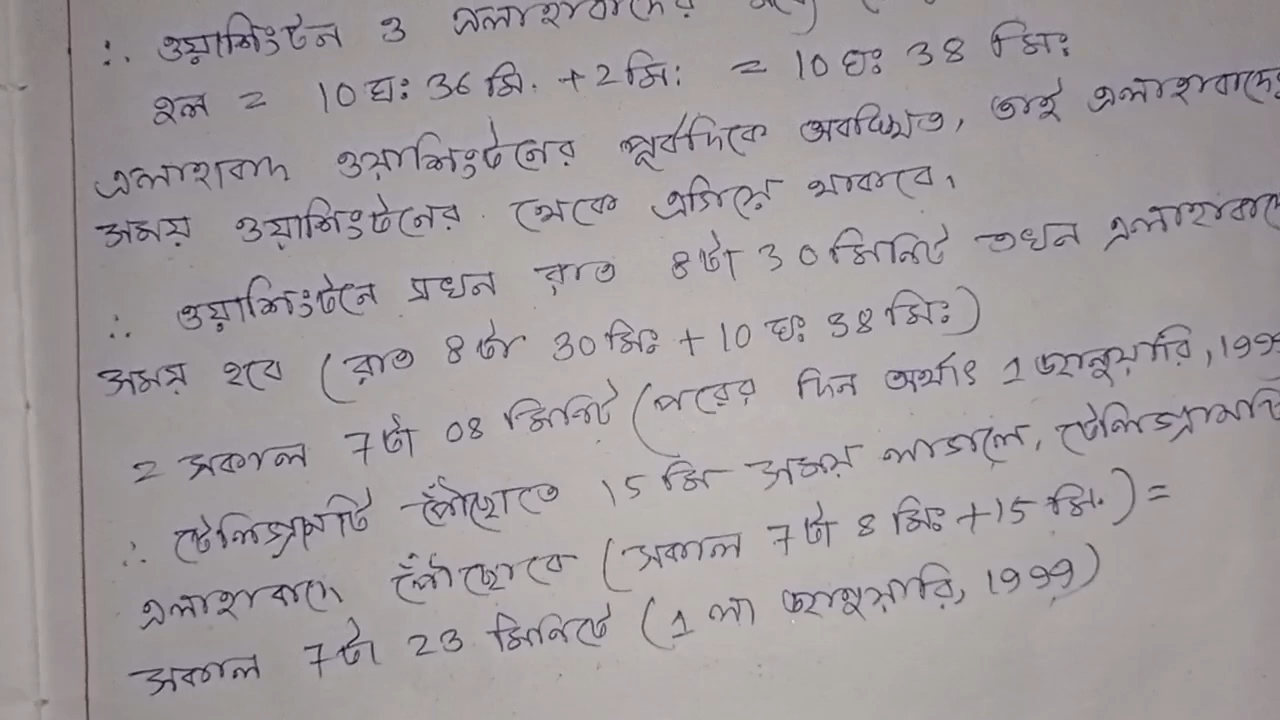 ∴ ওয়াশিংটন ও এলাহাবাদের
হল = 10 ঘঃ 36 মি. + 2 মি: = 10 ঘঃ 38 মিঃ
এলাহাবাদ ওয়াশিংটনের পূর্বদিকে অবস্থিত, তাই এলাহাবাদের
সময় ওয়াশিংটনের থেকে এগিয়ে থাকবে,
∴ ওয়াশিংটনে যখন রাত 8টা 30 মিনিট তখন এলাহাবাদে
সময় হবে (রাত 8টা 30 মিঃ + 10 ঘঃ 38 মিঃ)
= সকাল 7টা 08 মিনিট (পরের দিন অর্থাৎ 1 জানুয়ারি, 1999
∴ টেলিগ্রামটি পৌঁছোতে 15 মি সময় লাগলে, টেলিগ্রামটি
এলাহাবাদে পৌঁছোবে (সকাল 7টা 8 মিঃ + 15 মি.) =
সকাল 7টা 23 মিনিটে (1 লা জানুয়ারি, 1999)